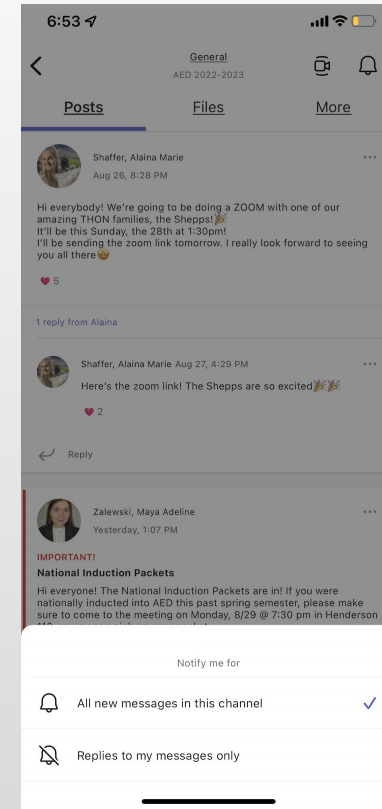 6:53
General
AED 2022-2023
Posts Files More
Shaffer, Alaina Marie
Aug 26, 8:28 PM
Hi everybody! We're going to be doing a ZOOM with one of our
amazing THON families, the Shepps!🎉
It'll be this Sunday, the 28th at 1:30pm!
I'll be sending the zoom link tomorrow. I really look forward to seeing
you all there🤩
5
1 reply from Alaina
Shaffer, Alaina Marie Aug 27, 4:29 PM
Here's the zoom link! The Shepps are so excited🎉🎉
2
Reply
Zalewski, Maya Adeline
Yesterday, 1:07 PM
IMPORTANT!
National Induction Packets
Hi everyone! The National Induction Packets are in! If you were
nationally inducted into AED this past spring semester, please make
sure to come to the meeting on Monday, 8/29 @ 7:30 pm in Henderson
Notify me for
All new messages in this channel
Replies to my messages only